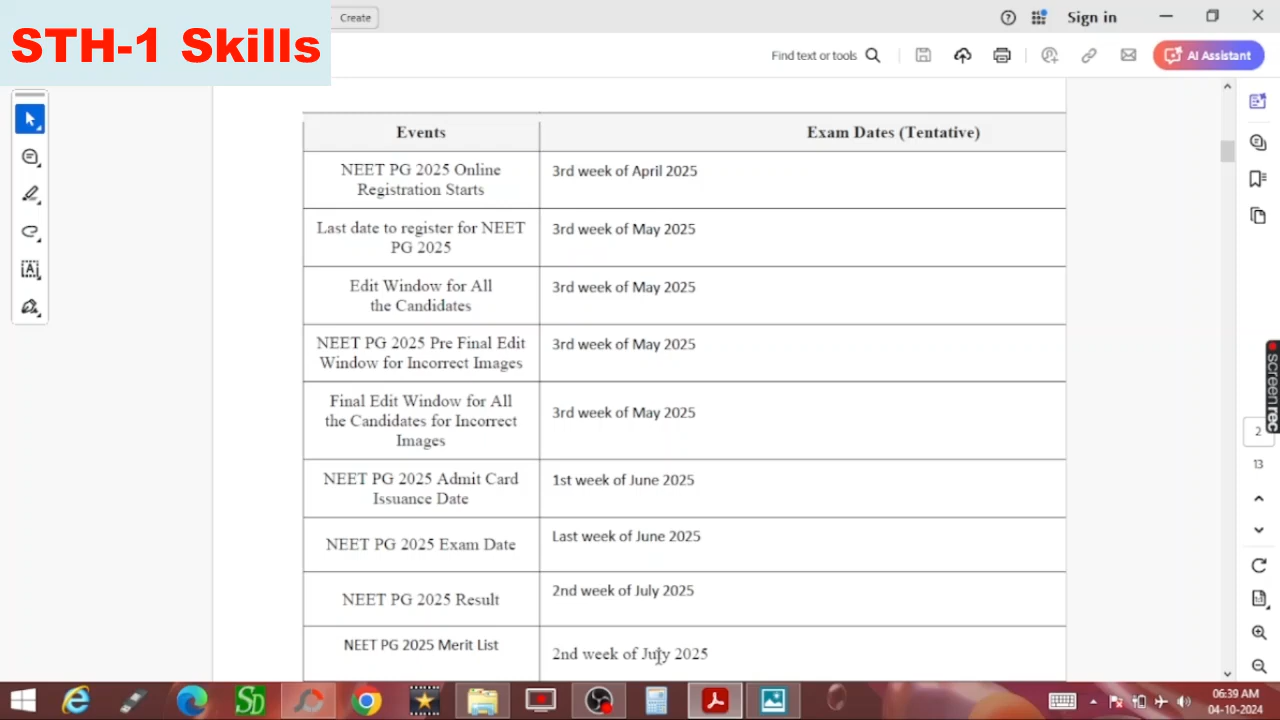 STH-1 Skills
Create
Sign in
Find text or tools
AI Assistant
Events
Exam Dates (Tentative)
NEET PG 2025 Online
Registration Starts
3rd week of April 2025
Last date to register for NEET
PG 2025
3rd week of May 2025
Edit Window for All
the Candidates
3rd week of May 2025
NEET PG 2025 Pre Final Edit
Window for Incorrect Images
3rd week of May 2025
Final Edit Window for All
the Candidates for Incorrect
Images
3rd week of May 2025
NEET PG 2025 Admit Card
Issuance Date
1st week of June 2025
NEET PG 2025 Exam Date
Last week of June 2025
NEET PG 2025 Result
2nd week of July 2025
NEET PG 2025 Merit List
2nd week of July 2025
screenrec
2
13
SD
06:39 AM
04-10-2024